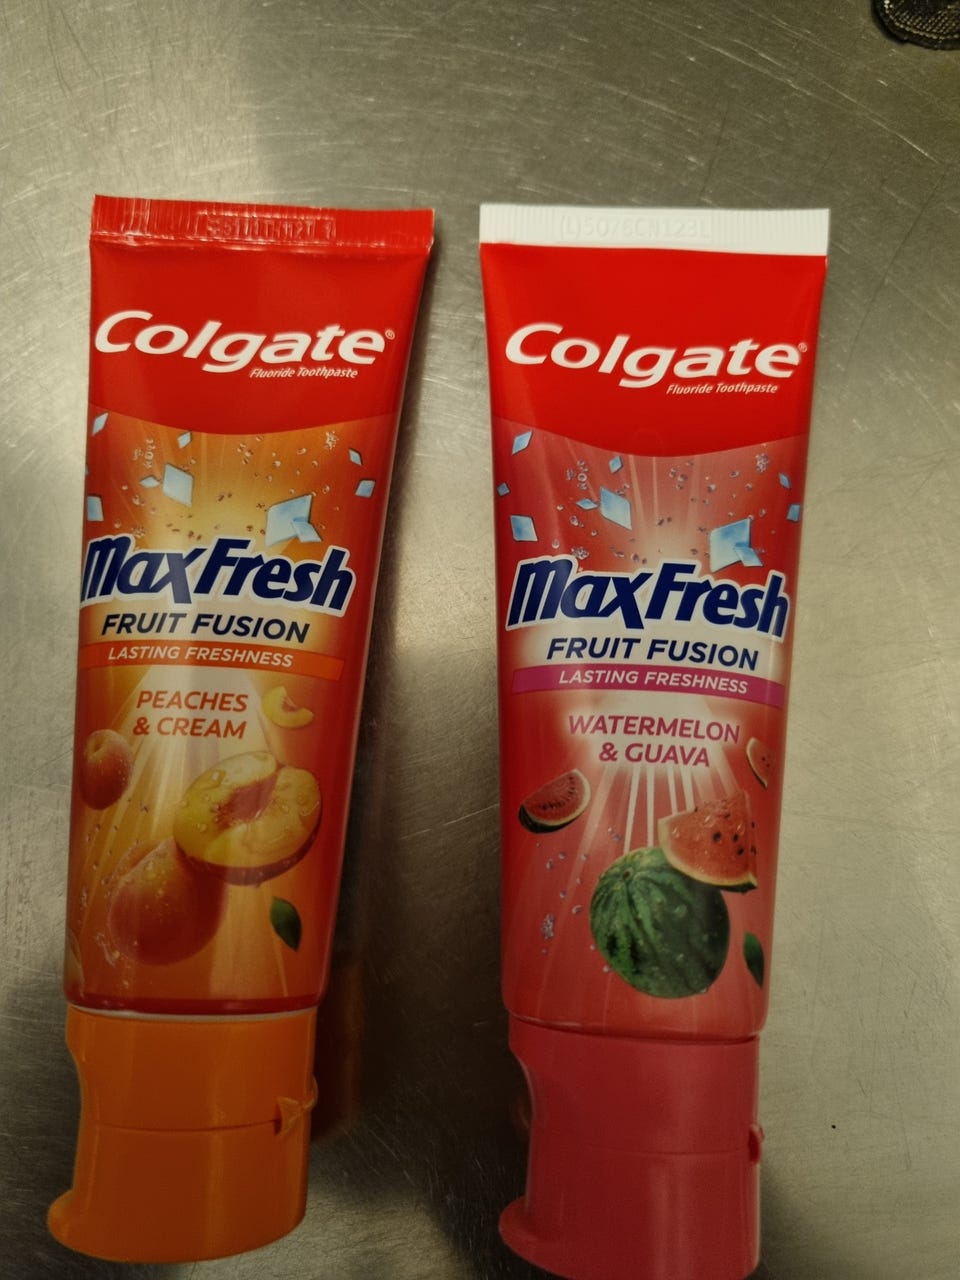 Colgate®
Fluoride Toothpaste
MaxFresh
FRUIT FUSION
LASTING FRESHNESS
PEACHES
& CREAM
(L)5076CN123L
Colgate®
Fluoride Toothpaste
MaxFresh
FRUIT FUSION
LASTING FRESHNESS
WATERMELON
& GUAVA